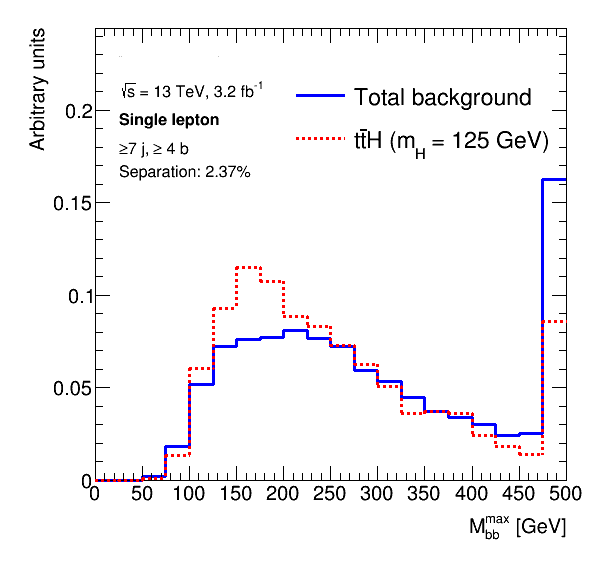 Arbitrary units
√s = 13 TeV, 3.2 fb⁻¹
Single lepton
≥7 j, ≥ 4 b
Separation: 2.37%
Total background
tt̄H (m_H = 125 GeV)
0.2
0.15
0.1
0.05
0
0 50 100 150 200 250 300 350 400 450 500
M_bb^max [GeV]